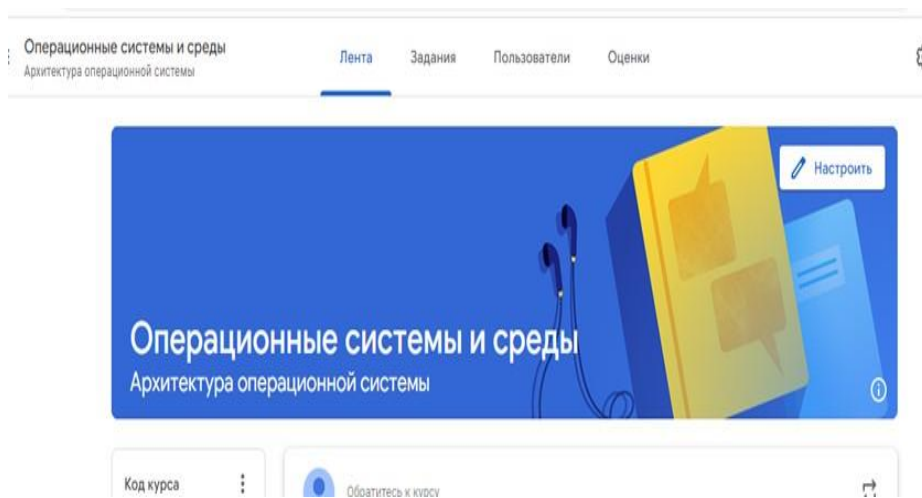 Операционные системы и среды
Архитектура операционной системы
Лента Задания Пользователи Оценки
Настроить
Операционные системы и среды
Архитектура операционной системы
Код курса
Обратитесь к курсу